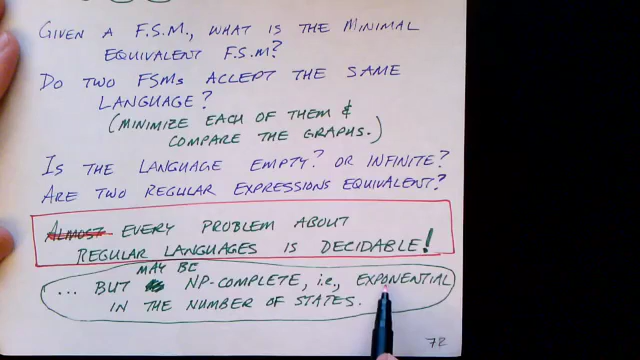 GIVEN A F.S.M., WHAT IS THE MINIMAL
EQUIVALENT F.S.M?
DO TWO FSMS ACCEPT THE SAME
LANGUAGE?
(MINIMIZE EACH OF THEM &
COMPARE THE GRAPHS.)
IS THE LANGUAGE EMPTY? OR INFINITE?
ARE TWO REGULAR EXPRESSIONS EQUIVALENT?
ALMOST EVERY PROBLEM ABOUT
REGULAR LANGUAGES IS DECIDABLE!
MAY BE
... BUT NP-COMPLETE, i.e., EXPONENTIAL
IN THE NUMBER OF STATES.
72